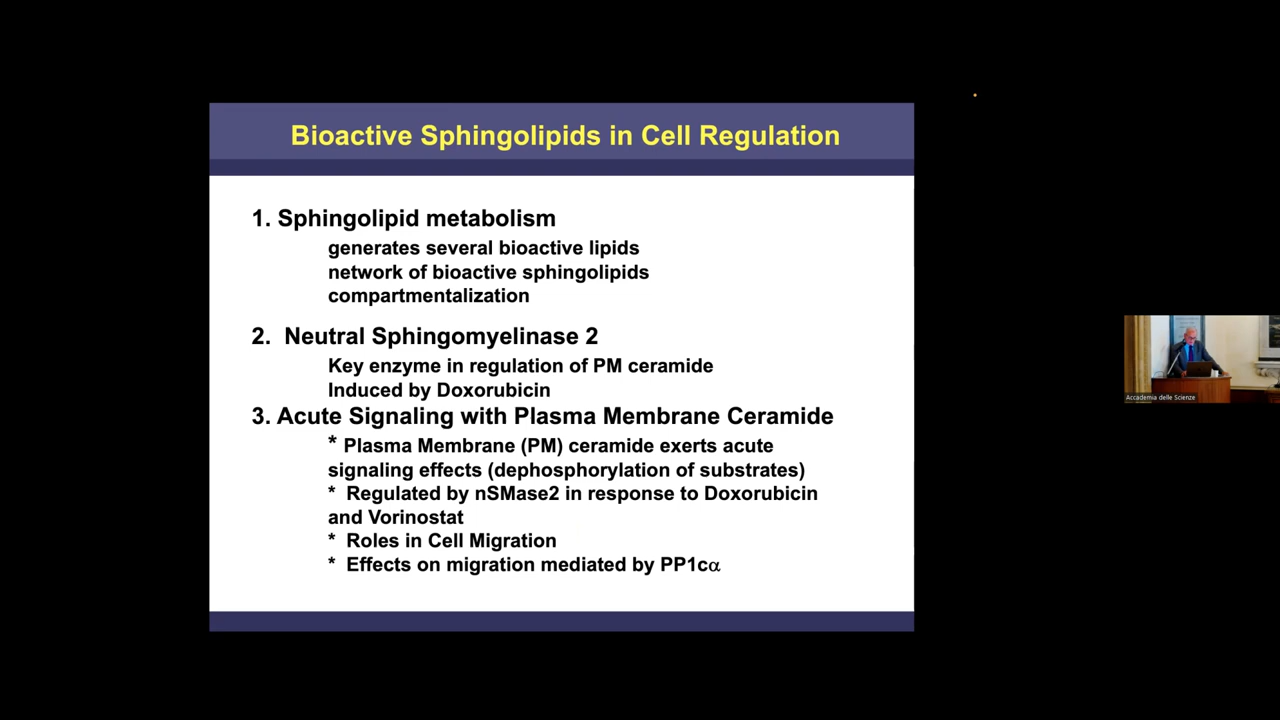 Bioactive Sphingolipids in Cell Regulation
1. Sphingolipid metabolism
generates several bioactive lipids
network of bioactive sphingolipids
compartmentalization
2. Neutral Sphingomyelinase 2
Key enzyme in regulation of PM ceramide
Induced by Doxorubicin
3. Acute Signaling with Plasma Membrane Ceramide
* Plasma Membrane (PM) ceramide exerts acute
signaling effects (dephosphorylation of substrates)
* Regulated by nSMase2 in response to Doxorubicin
and Vorinostat
* Roles in Cell Migration
* Effects on migration mediated by PP1cα
Accademia delle Scienze